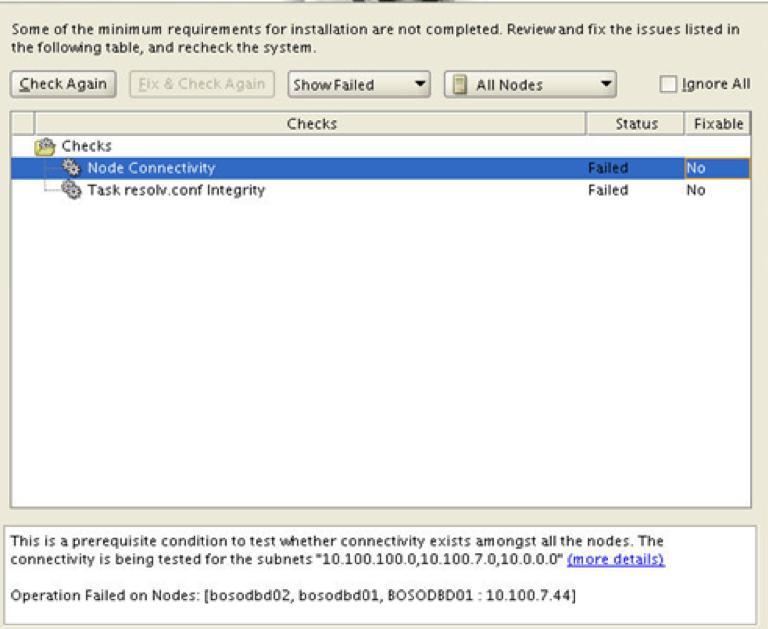 Some of the minimum requirements for installation are not completed. Review and fix the issues listed in
the following table, and recheck the system.
Check Again Fix & Check Again Show Failed All Nodes Ignore All
Checks Status Fixable
Checks
Node Connectivity Failed No
Task resolv.conf Integrity Failed No
This is a prerequisite condition to test whether connectivity exists amongst all the nodes. The
connectivity is being tested for the subnets "10.100.100.0,10.100.7.0,10.0.0.0" (more details)
Operation Failed on Nodes: [bosodbd02, bosodbd01, BOSODBD01 : 10.100.7.44]